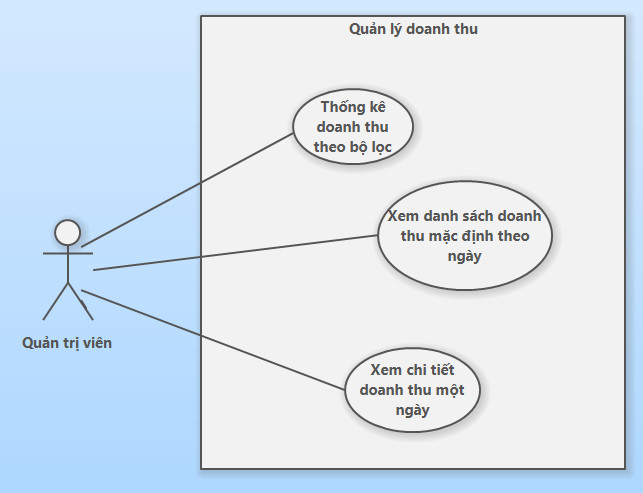 Quản lý doanh thu
Thống kê
doanh thu
theo bộ lọc
Xem danh sách doanh
thu mặc định theo
ngày
Quản trị viên
Xem chi tiết
doanh thu một
ngày